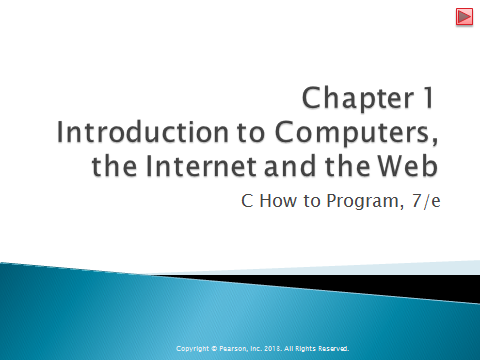 Chapter 1
Introduction to Computers,
the Internet and the Web
C How to Program, 7/e
Copyright © Pearson, Inc. 2013. All Rights Reserved.